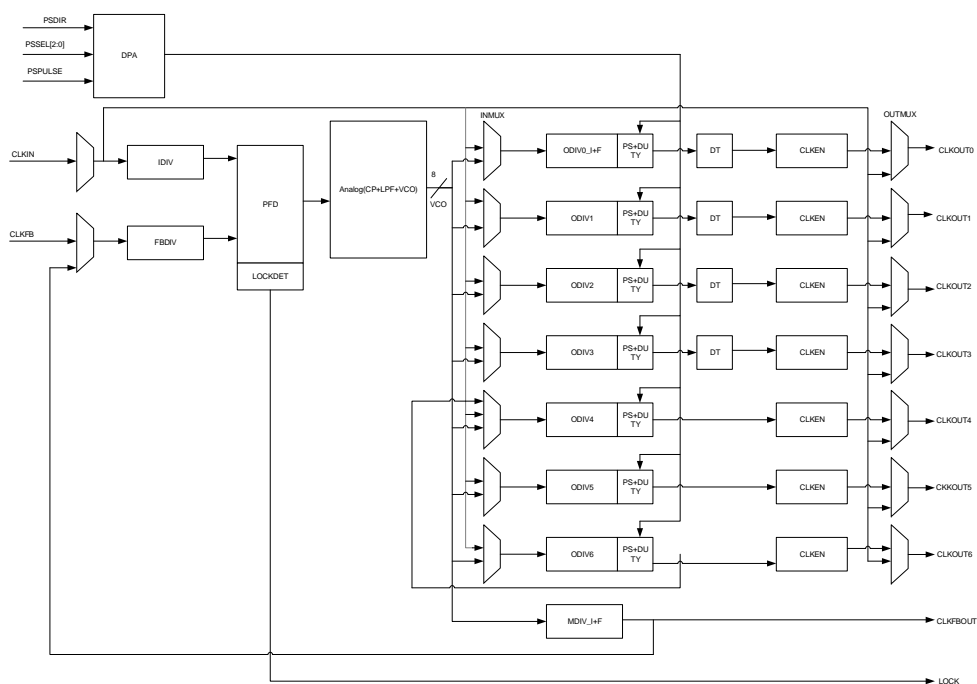 PSDIR
PSSEL[2:0]
PSPULSE
DPA
CLKIN
IDIV
CLKFB
FBDIV
PFD
LOCKDET
Analog(CP+LPF+VCO)
8
VCO
INMUX
OUTMUX
ODIV0_I+F
PS+DU
TY
DT
CLKEN
CLKOUT0
ODIV1
PS+DU
TY
DT
CLKEN
CLKOUT1
ODIV2
PS+DU
TY
DT
CLKEN
CLKOUT2
ODIV3
PS+DU
TY
DT
CLKEN
CLKOUT3
ODIV4
PS+DU
TY
CLKEN
CLKOUT4
ODIV5
PS+DU
TY
CLKEN
CKKOUT5
ODIV6
PS+DU
TY
CLKEN
CLKOUT6
MDIV_I+F
CLKFBOUT
LOCK